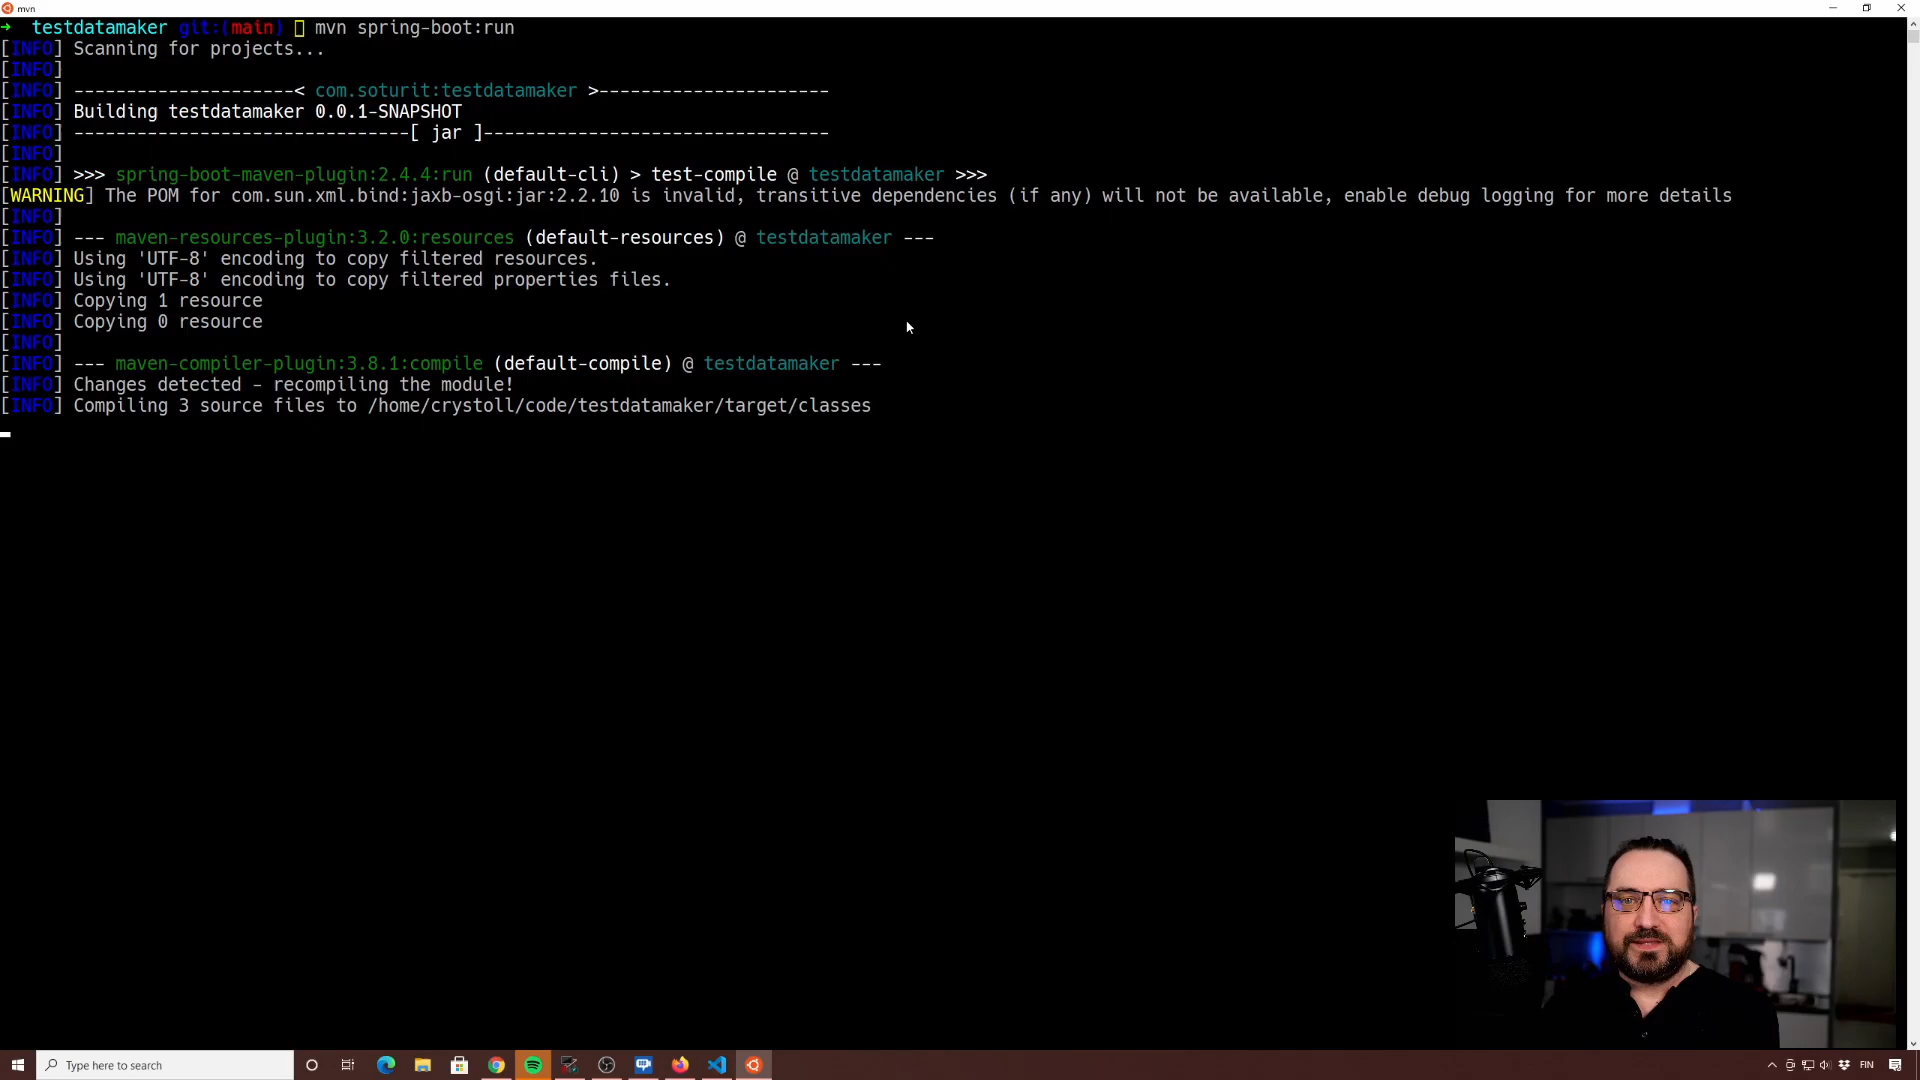 mvn
→ testdatamaker git:(main) ▯ mvn spring-boot:run
[INFO] Scanning for projects...
[INFO]
[INFO] ---------------------< com.soturit:testdatamaker >----------------------
[INFO] Building testdatamaker 0.0.1-SNAPSHOT
[INFO] --------------------------------[ jar ]---------------------------------
[INFO]
[INFO] >>> spring-boot-maven-plugin:2.4.4:run (default-cli) > test-compile @ testdatamaker >>>
[WARNING] The POM for com.sun.xml.bind:jaxb-osgi:jar:2.2.10 is invalid, transitive dependencies (if any) will not be available, enable debug logging for more details
[INFO]
[INFO] --- maven-resources-plugin:3.2.0:resources (default-resources) @ testdatamaker ---
[INFO] Using 'UTF-8' encoding to copy filtered resources.
[INFO] Using 'UTF-8' encoding to copy filtered properties files.
[INFO] Copying 1 resource
[INFO] Copying 0 resource
[INFO]
[INFO] --- maven-compiler-plugin:3.8.1:compile (default-compile) @ testdatamaker ---
[INFO] Changes detected - recompiling the module!
[INFO] Compiling 3 source files to /home/crystoll/code/testdatamaker/target/classes
Type here to search
FIN